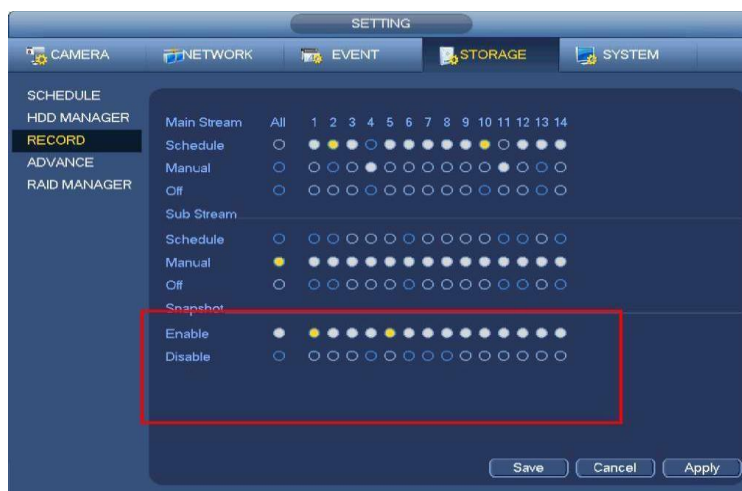 SETTING
CAMERA NETWORK EVENT STORAGE SYSTEM
SCHEDULE
HDD MANAGER
RECORD
ADVANCE
RAID MANAGER
Main Stream All 1 2 3 4 5 6 7 8 9 10 11 12 13 14
Schedule
Manual
Off
Sub Stream
Schedule
Manual
Off
Snapshot
Enable
Disable
Save Cancel Apply